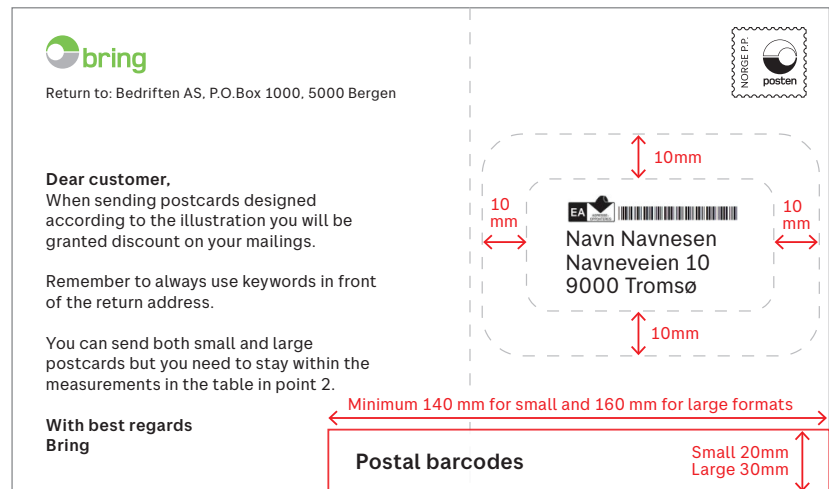 bring
Return to: Bedriften AS, P.O.Box 1000, 5000 Bergen
NORGE P.P.
posten
Dear customer,
When sending postcards designed
according to the illustration you will be
granted discount on your mailings.
Remember to always use keywords in front
of the return address.
You can send both small and large
postcards but you need to stay within the
measurements in the table in point 2.
With best regards
Bring
10mm
10
mm
10
mm
EA
Navn Navnesen
Navneveien 10
9000 Tromsø
10mm
Minimum 140 mm for small and 160 mm for large formats
Postal barcodes
Small 20mm
Large 30mm